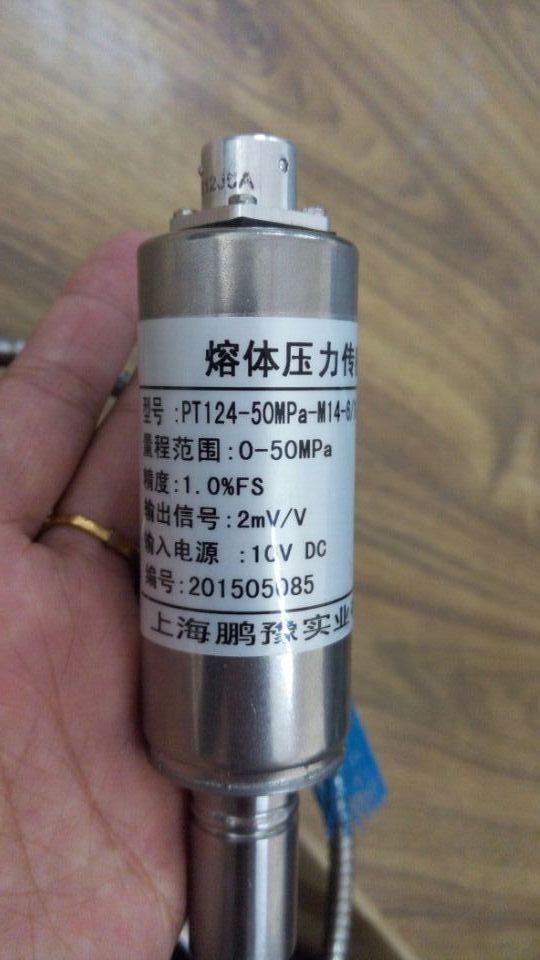 熔体压力传
型号:PT124-50MPa-M14-6/
量程范围:0-50MPa
精度:1.0%FS
输出信号:2mV/V
输入电源 :10V DC
编号:201505085
上海鹏豫实业